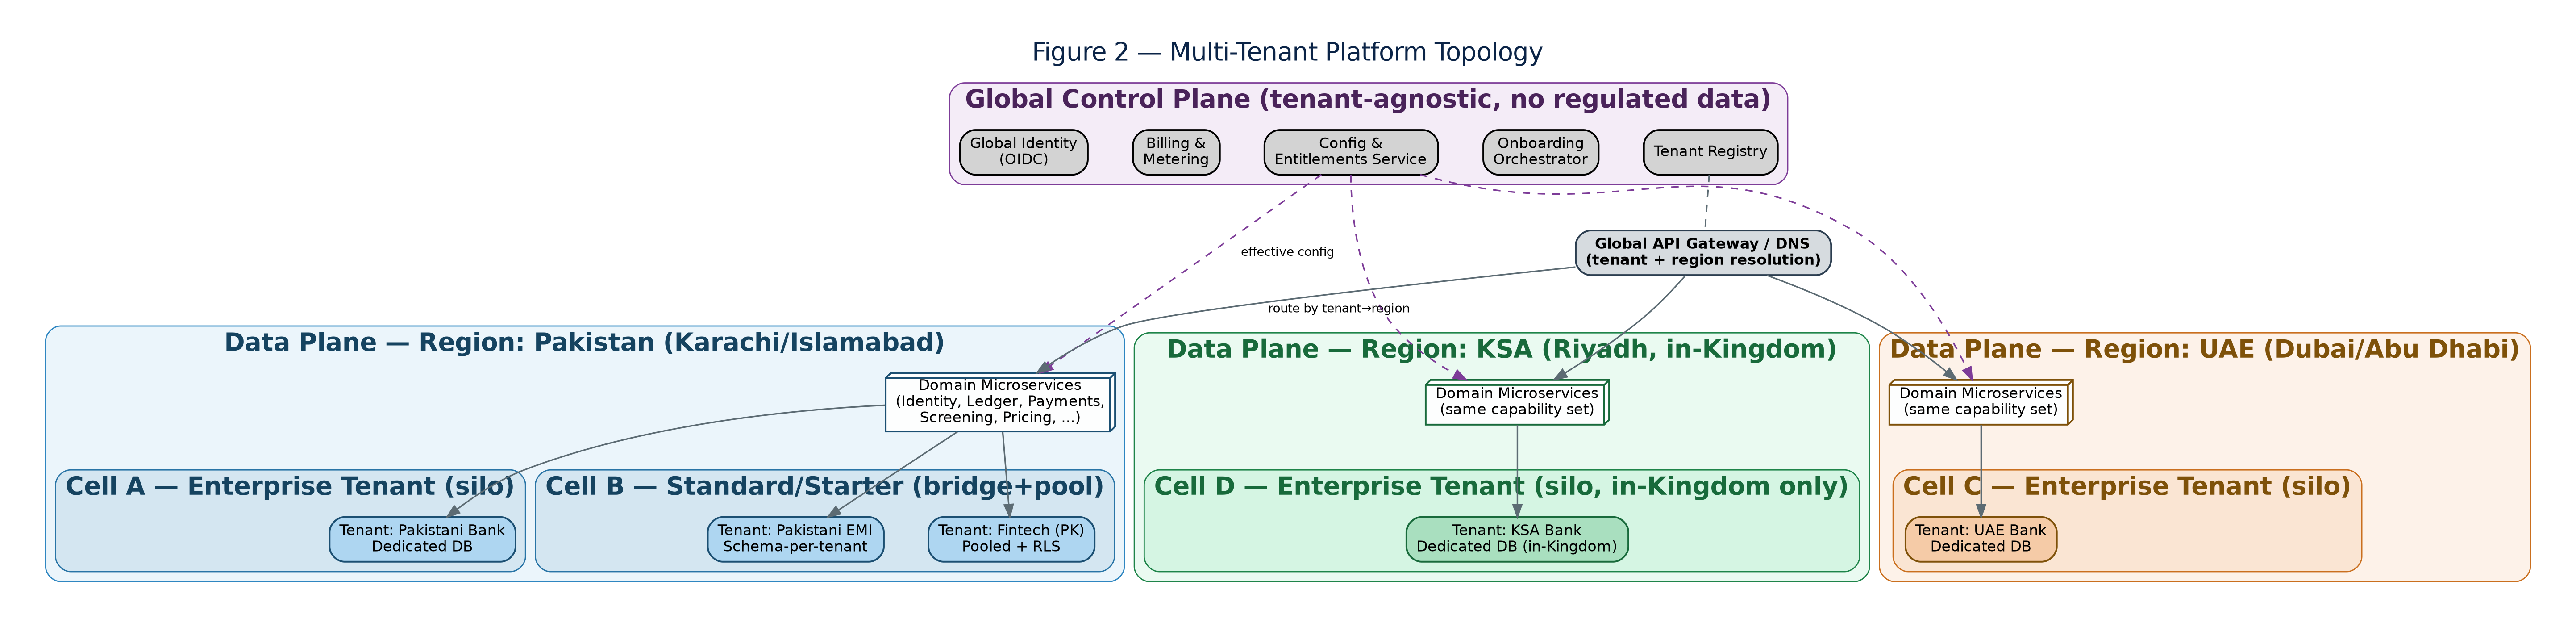 Figure 2 — Multi-Tenant Platform Topology
Global Control Plane (tenant-agnostic, no regulated data)
Global Identity
(OIDC)
Billing &
Metering
Config &
Entitlements Service
Onboarding
Orchestrator
Tenant Registry
Global API Gateway / DNS
(tenant + region resolution)
effective config
route by tenant→region
Data Plane — Region: Pakistan (Karachi/Islamabad)
Domain Microservices
(Identity, Ledger, Payments,
Screening, Pricing, ...)
Cell A — Enterprise Tenant (silo)
Tenant: Pakistani Bank
Dedicated DB
Cell B — Standard/Starter (bridge+pool)
Tenant: Pakistani EMI
Schema-per-tenant
Tenant: Fintech (PK)
Pooled + RLS
Data Plane — Region: KSA (Riyadh, in-Kingdom)
Domain Microservices
(same capability set)
Cell D — Enterprise Tenant (silo, in-Kingdom only)
Tenant: KSA Bank
Dedicated DB (in-Kingdom)
Data Plane — Region: UAE (Dubai/Abu Dhabi)
Domain Microservices
(same capability set)
Cell C — Enterprise Tenant (silo)
Tenant: UAE Bank
Dedicated DB